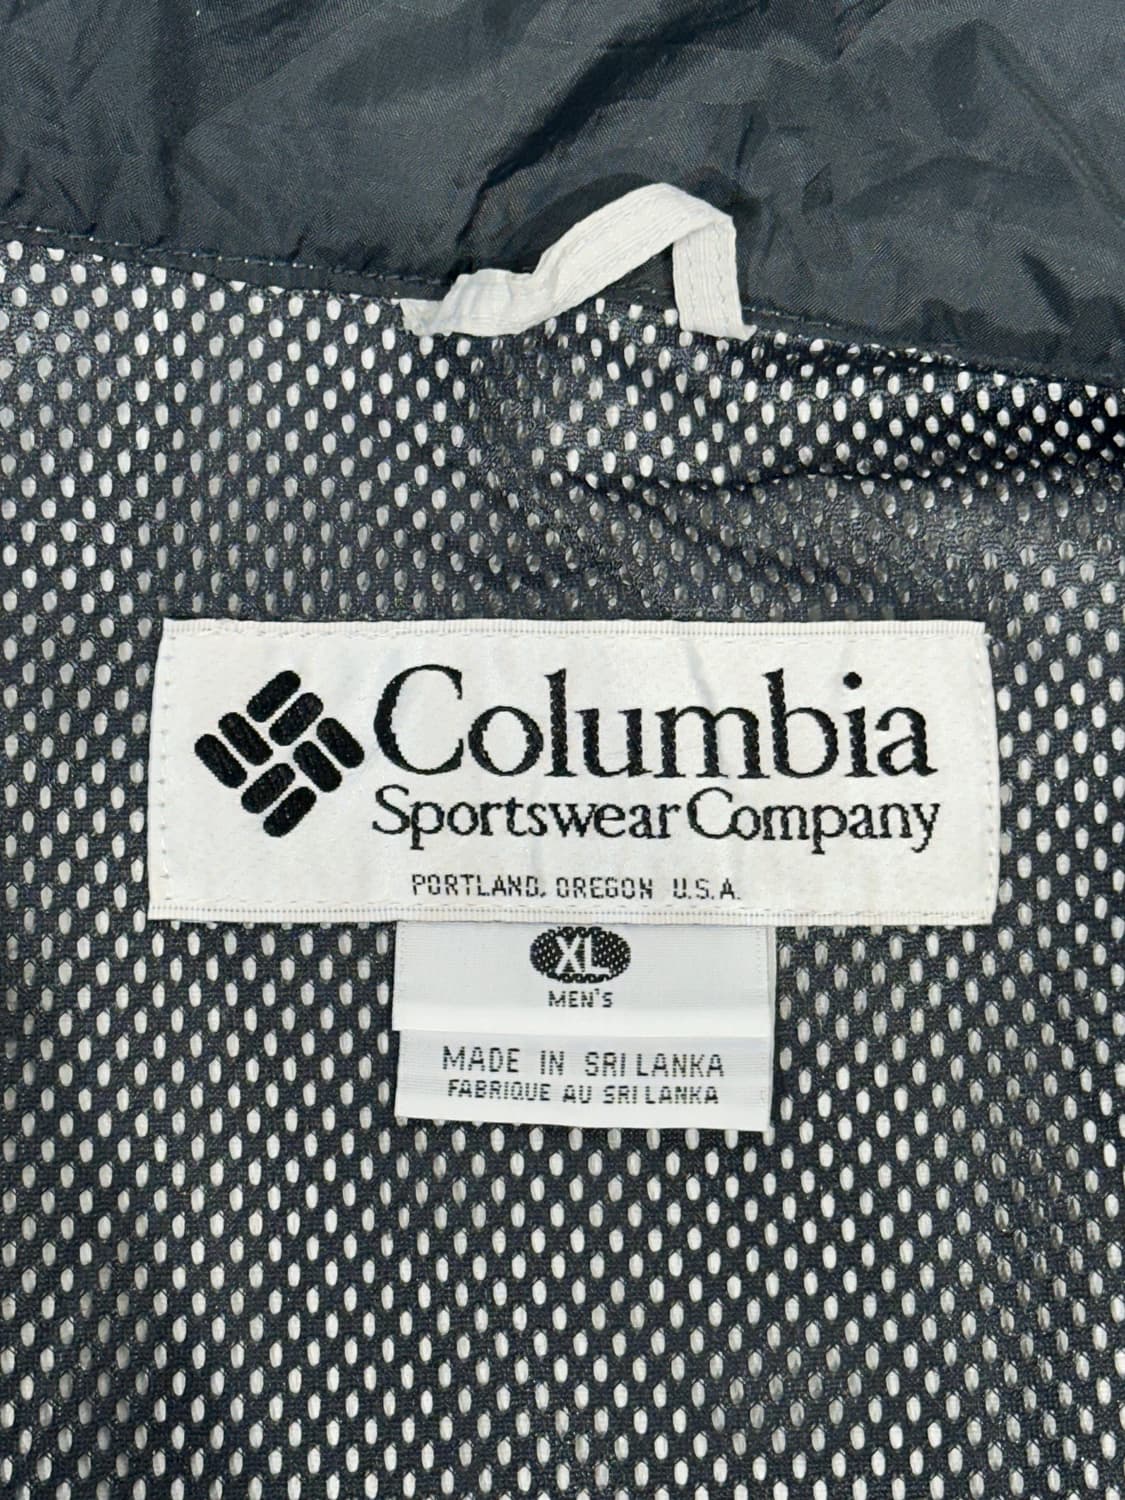 Columbia
Sportswear Company
PORTLAND, OREGON U.S.A.
XL
MEN'S
MADE IN SRI LANKA
FABRIQUE AU SRI LANKA